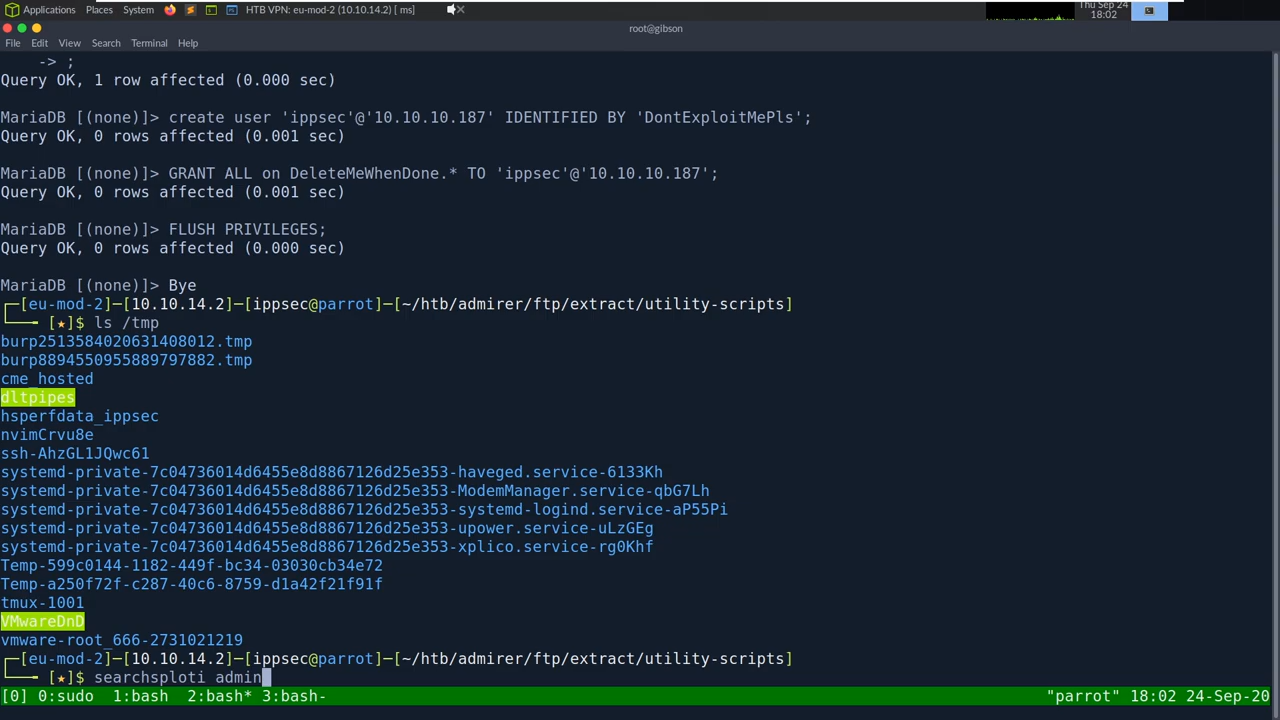 Applications Places System HTB VPN: eu-mod-2 (10.10.14.2) [ ms] Thu Sep 24
18:02
root@gibson
File Edit View Search Terminal Help
-> ;
Query OK, 1 row affected (0.000 sec)
MariaDB [(none)]> create user 'ippsec'@'10.10.10.187' IDENTIFIED BY 'DontExploitMePls';
Query OK, 0 rows affected (0.001 sec)
MariaDB [(none)]> GRANT ALL on DeleteMeWhenDone.* TO 'ippsec'@'10.10.10.187';
Query OK, 0 rows affected (0.001 sec)
MariaDB [(none)]> FLUSH PRIVILEGES;
Query OK, 0 rows affected (0.000 sec)
MariaDB [(none)]> Bye
┌─[eu-mod-2]─[10.10.14.2]─[ippsec@parrot]─[~/htb/admirer/ftp/extract/utility-scripts]
└──╼ [★]$ ls /tmp
burp2513584020631408012.tmp
burp8894550955889797882.tmp
cme_hosted
dltpipes
hsperfdata_ippsec
nvimCrvu8e
ssh-AhzGL1JQwc61
systemd-private-7c04736014d6455e8d8867126d25e353-haveged.service-6133Kh
systemd-private-7c04736014d6455e8d8867126d25e353-ModemManager.service-qbG7Lh
systemd-private-7c04736014d6455e8d8867126d25e353-systemd-logind.service-aP55Pi
systemd-private-7c04736014d6455e8d8867126d25e353-upower.service-uLzGEg
systemd-private-7c04736014d6455e8d8867126d25e353-xplico.service-rg0Khf
Temp-599c0144-1182-449f-bc34-03030cb34e72
Temp-a250f72f-c287-40c6-8759-d1a42f21f91f
tmux-1001
VMwareDnD
vmware-root_666-2731021219
┌─[eu-mod-2]─[10.10.14.2]─[ippsec@parrot]─[~/htb/admirer/ftp/extract/utility-scripts]
└──╼ [★]$ searchsploti admin
[0] 0:sudo 1:bash 2:bash* 3:bash- "parrot" 18:02 24-Sep-20